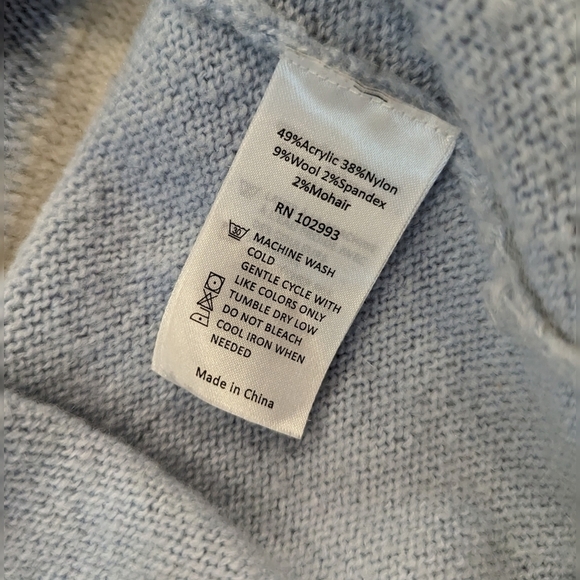 49%Acrylic 38%Nylon
9%Wool 2%Spandex
2%Mohair
RN 102993
30
MACHINE WASH
COLD
GENTLE CYCLE WITH
LIKE COLORS ONLY
TUMBLE DRY LOW
DO NOT BLEACH
COOL IRON WHEN
NEEDED
Made in China